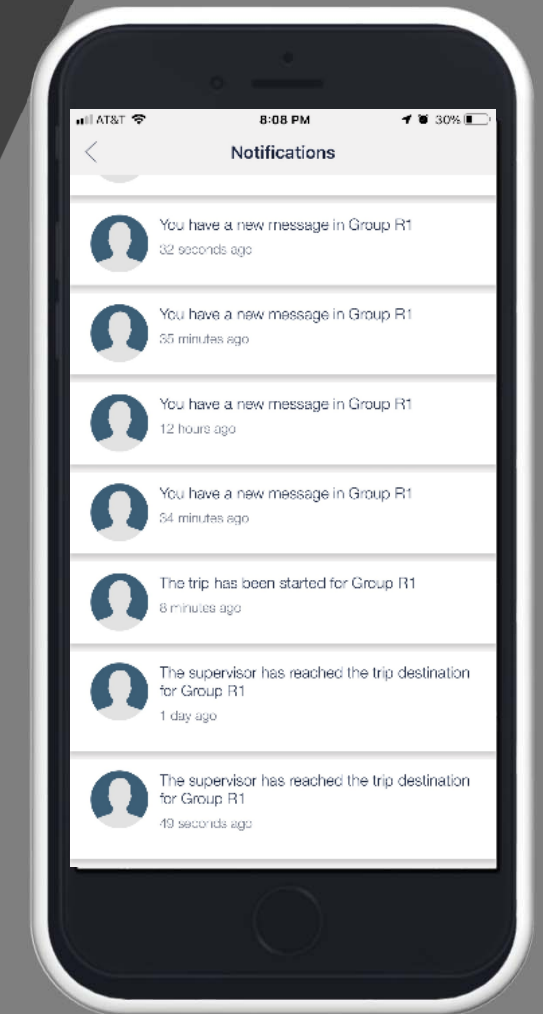 AT&T 8:08 PM 30%
Notifications
You have a new message in Group R1
32 seconds ago
You have a new message in Group R1
35 minutes ago
You have a new message in Group R1
12 hours ago
You have a new message in Group R1
34 minutes ago
The trip has been started for Group R1
8 minutes ago
The supervisor has reached the trip destination
for Group R1
1 day ago
The supervisor has reached the trip destination
for Group R1
49 seconds ago